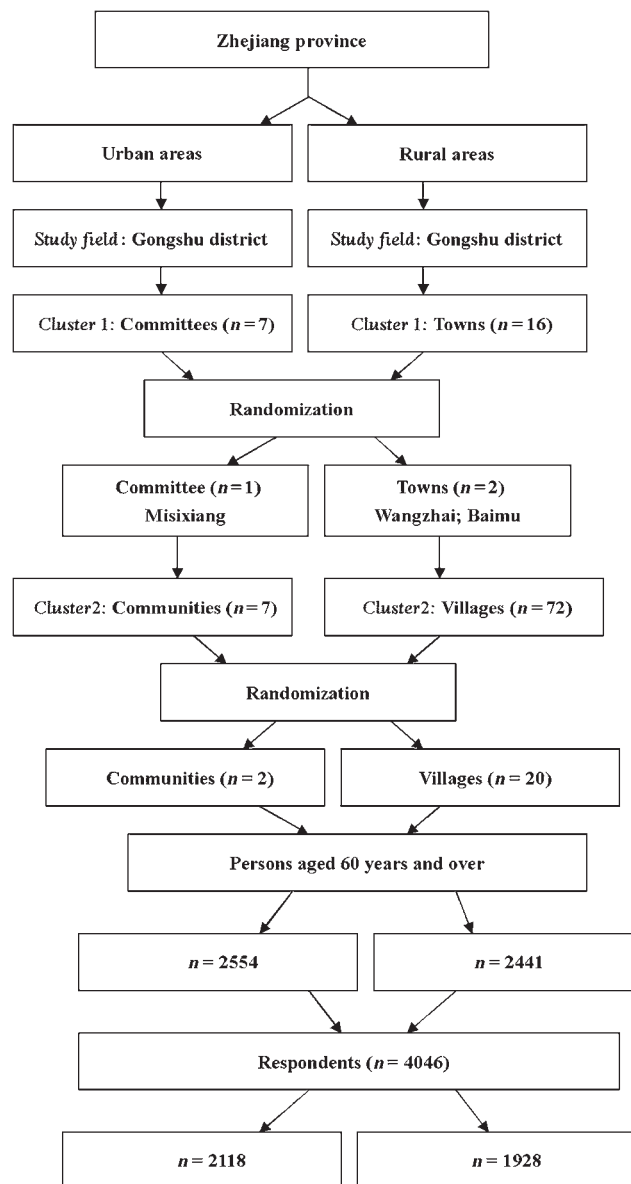 Zhejiang province
Urban areas
Rural areas
Study field: Gongshu district
Study field: Gongshu district
Cluster 1: Committees (n=7)
Cluster 1: Towns (n=16)
Randomization
Committee (n=1)
Misixiang
Towns (n=2)
Wangzhai; Baimu
Cluster2: Communities (n=7)
Cluster2: Villages (n=72)
Randomization
Communities (n=2)
Villages (n=20)
Persons aged 60 years and over
n=2554
n=2441
Respondents (n=4046)
n=2118
n=1928